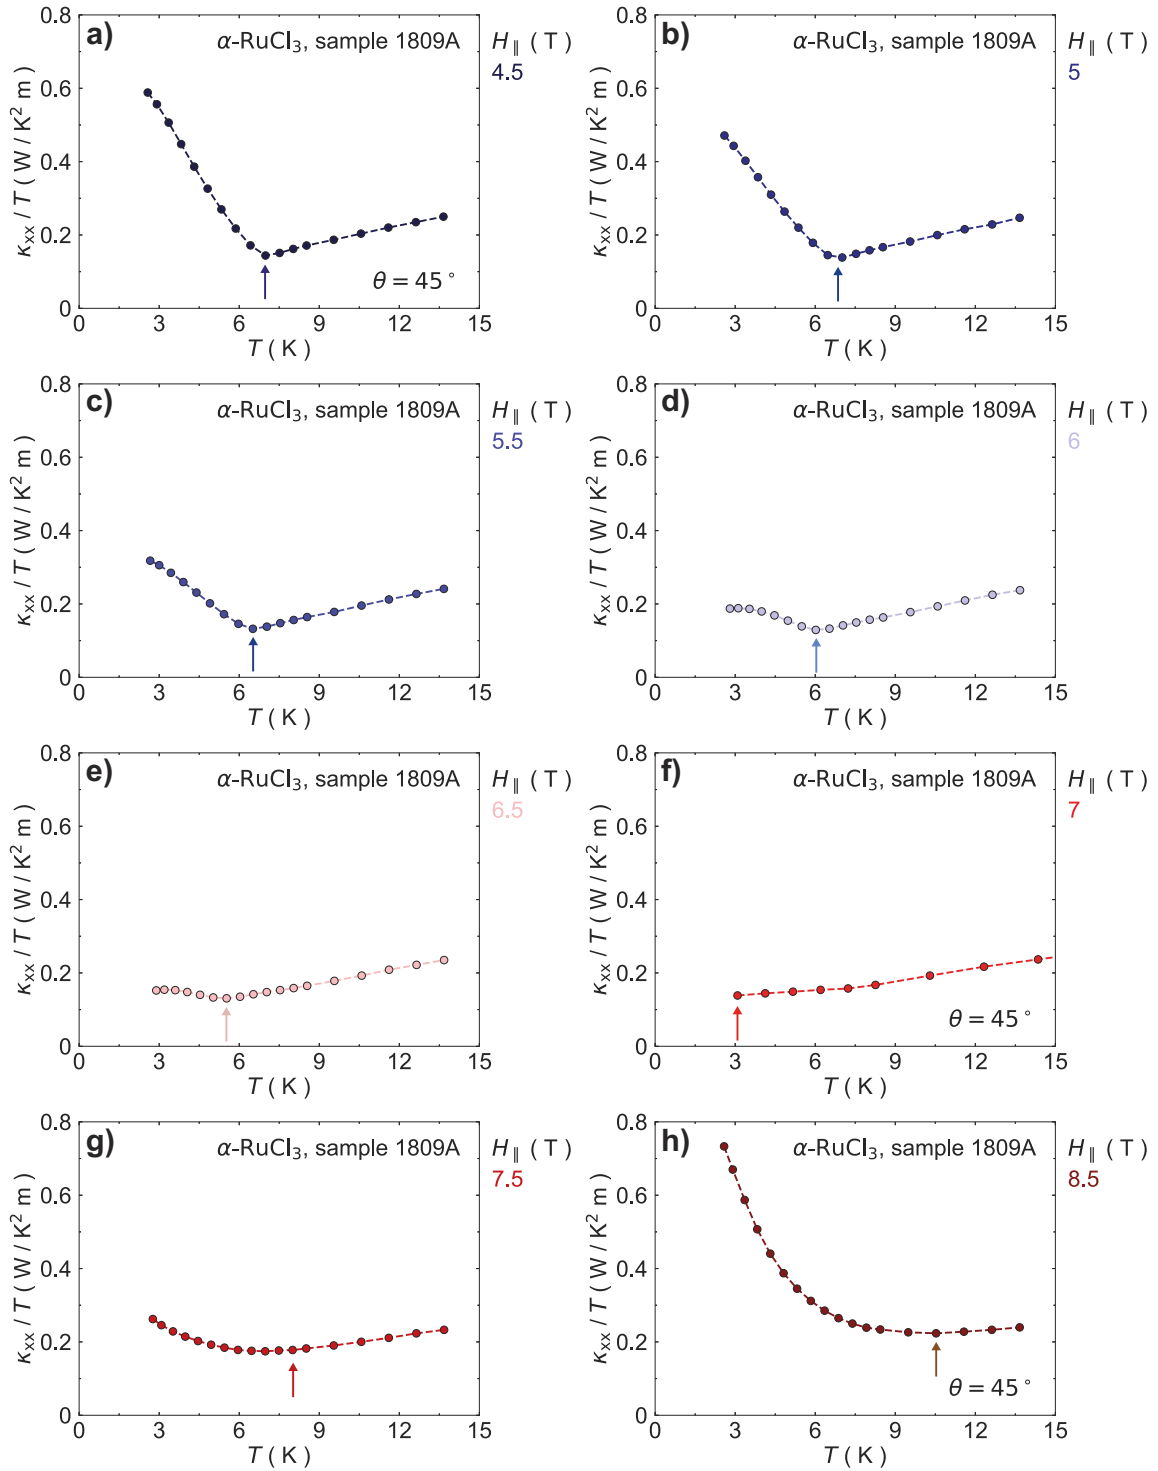 a)
α-RuCl₃, sample 1809A
H∥ (T)
4.5
θ = 45°
κxx / T (W / K² m)
0.8
0.6
0.4
0.2
0
0 3 6 9 12 15
T (K)
b)
α-RuCl₃, sample 1809A
H∥ (T)
5
κxx / T (W / K² m)
0.8
0.6
0.4
0.2
0
0 3 6 9 12 15
T (K)
c)
α-RuCl₃, sample 1809A
H∥ (T)
5.5
κxx / T (W / K² m)
0.8
0.6
0.4
0.2
0
0 3 6 9 12 15
T (K)
d)
α-RuCl₃, sample 1809A
H∥ (T)
6
κxx / T (W / K² m)
0.8
0.6
0.4
0.2
0
0 3 6 9 12 15
T (K)
e)
α-RuCl₃, sample 1809A
H∥ (T)
6.5
κxx / T (W / K² m)
0.8
0.6
0.4
0.2
0
0 3 6 9 12 15
T (K)
f)
α-RuCl₃, sample 1809A
H∥ (T)
7
θ = 45°
κxx / T (W / K² m)
0.8
0.6
0.4
0.2
0
0 3 6 9 12 15
T (K)
g)
α-RuCl₃, sample 1809A
H∥ (T)
7.5
κxx / T (W / K² m)
0.8
0.6
0.4
0.2
0
0 3 6 9 12 15
T (K)
h)
α-RuCl₃, sample 1809A
H∥ (T)
8.5
θ = 45°
κxx / T (W / K² m)
0.8
0.6
0.4
0.2
0
0 3 6 9 12 15
T (K)